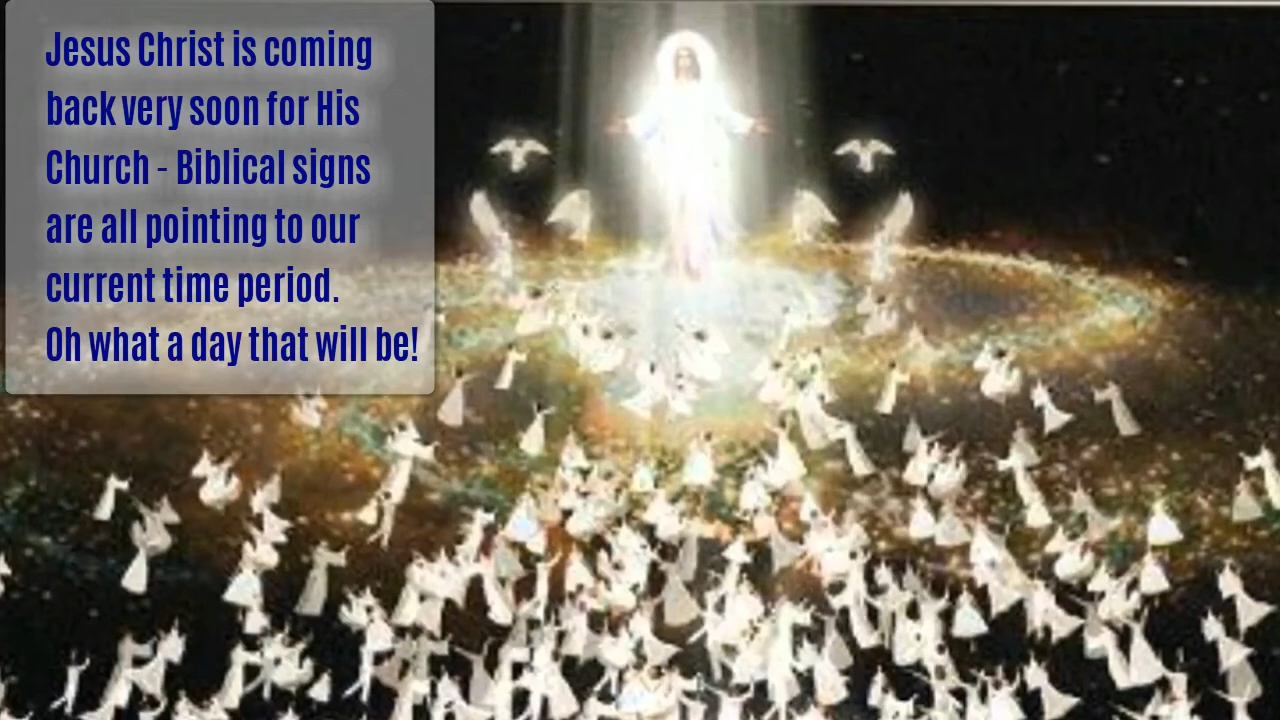 Jesus Christ is coming
back very soon for His
Church - Biblical signs
are all pointing to our
current time period.
Oh what a day that will be!